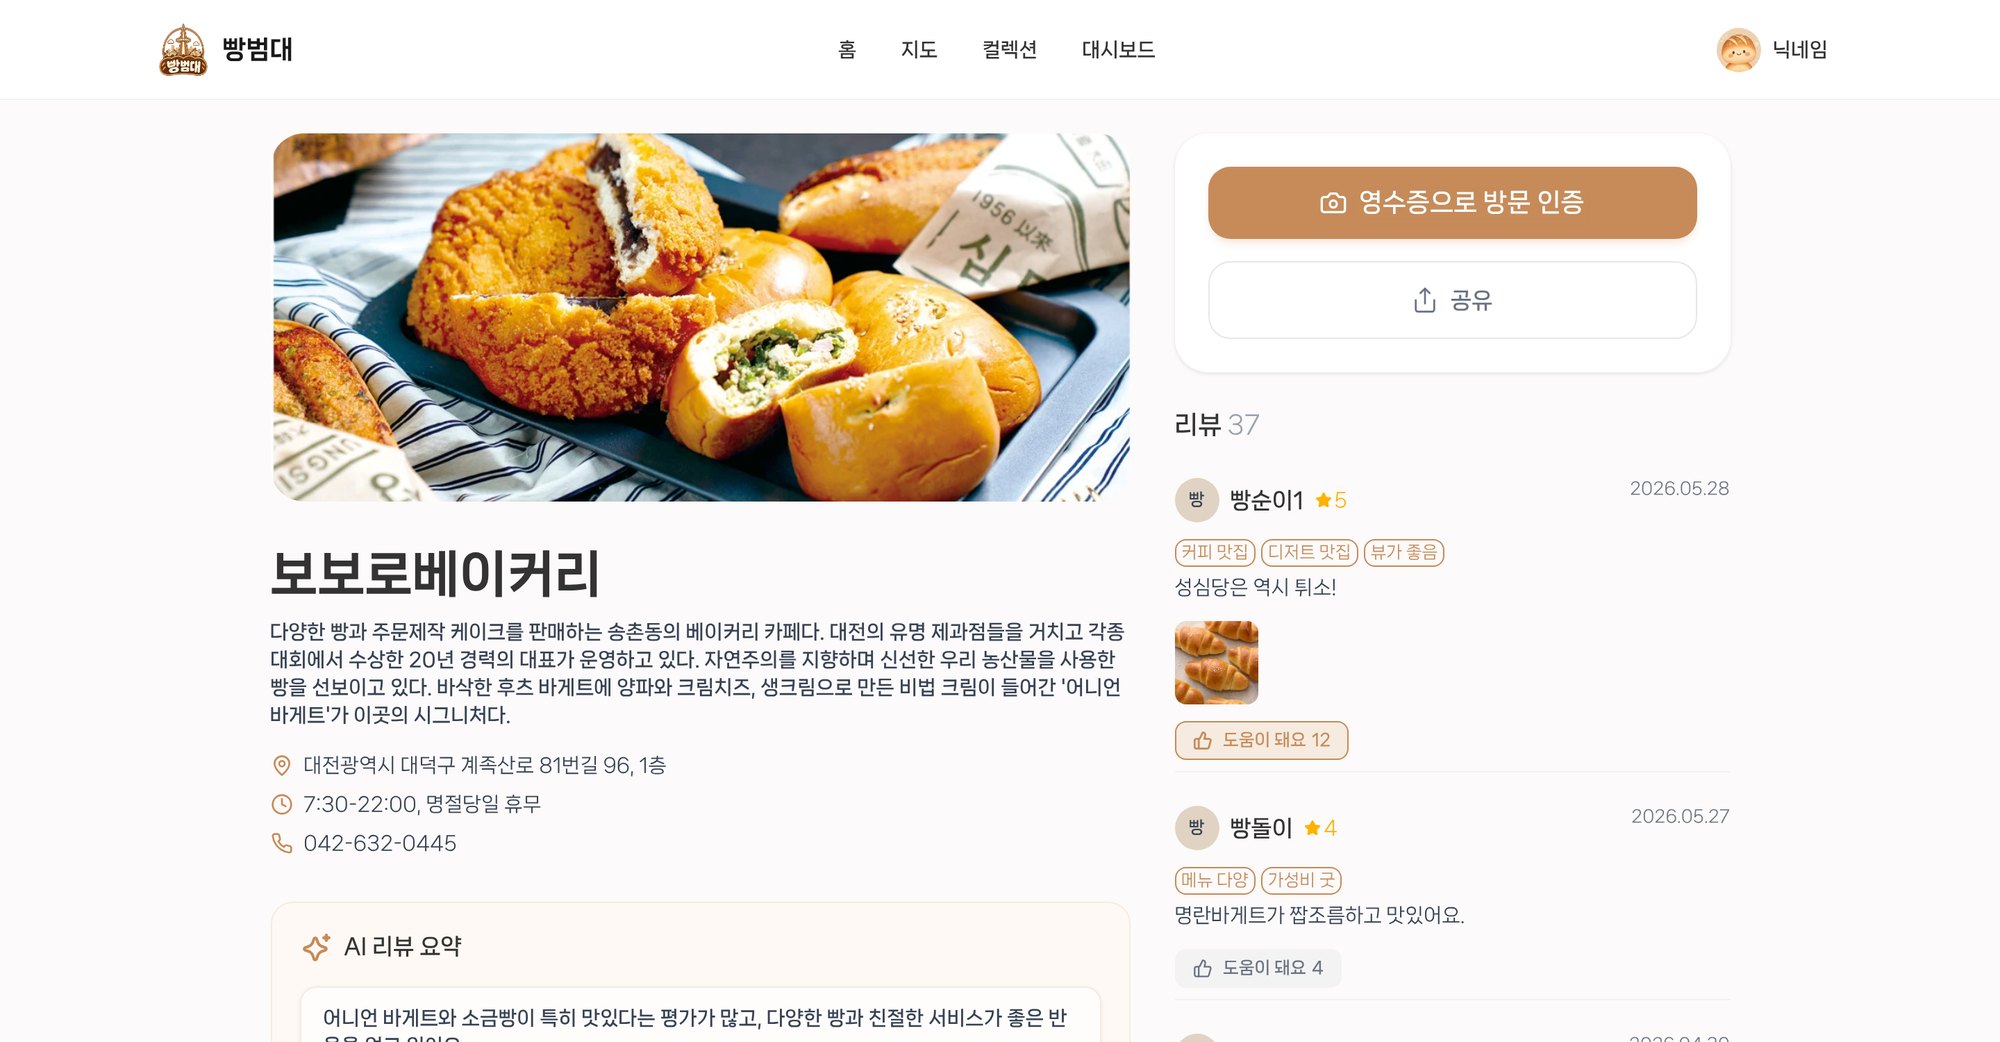 빵범대
빵범대
홈
지도
컬렉션
대시보드
닉네임
1956 以來
심
UNGSI
영수증으로 방문 인증
공유
보보로베이커리
다양한 빵과 주문제작 케이크를 판매하는 송촌동의 베이커리 카페다. 대전의 유명 제과점들을 거치고 각종
대회에서 수상한 20년 경력의 대표가 운영하고 있다. 자연주의를 지향하며 신선한 우리 농산물을 사용한
빵을 선보이고 있다. 바삭한 후츠 바게트에 양파와 크림치즈, 생크림으로 만든 비법 크림이 들어간 '어니언
바게트'가 이곳의 시그니처다.
대전광역시 대덕구 계족산로 81번길 96, 1층
7:30-22:00, 명절당일 휴무
042-632-0445
AI 리뷰 요약
어니언 바게트와 소금빵이 특히 맛있다는 평가가 많고, 다양한 빵과 친절한 서비스가 좋은 반
리뷰 37
빵
빵순이1
5
2026.05.28
커피 맛집
디저트 맛집
뷰가 좋음
성심당은 역시 튀소!
도움이 돼요 12
빵
빵돌이
4
2026.05.27
메뉴 다양
가성비 굿
명란바게트가 짭조름하고 맛있어요.
도움이 돼요 4